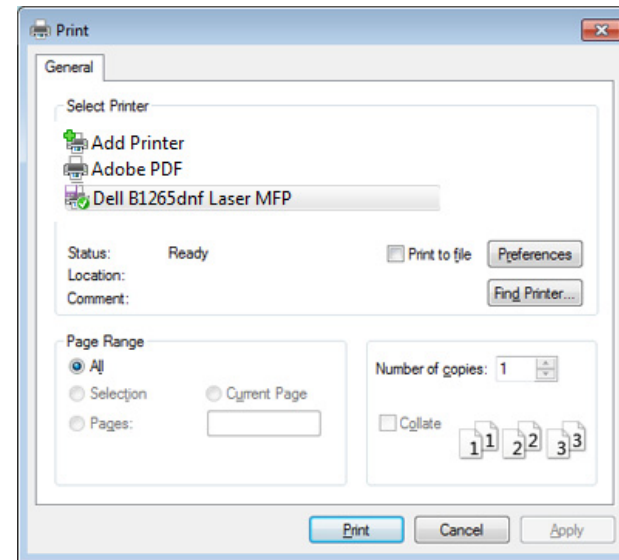 Print
General
Select Printer
Add Printer
Adobe PDF
Dell B1265dnf Laser MFP
Status: Ready
Location:
Comment:
Print to file
Preferences
Find Printer...
Page Range
All
Selection
Current Page
Pages:
Number of copies: 1
Collate
1 1 2 2 3 3
Print Cancel Apply